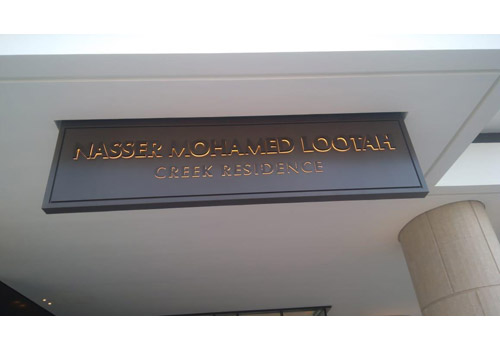 NASSER MOHAMED LOOTAH
CREEK RESIDENCE